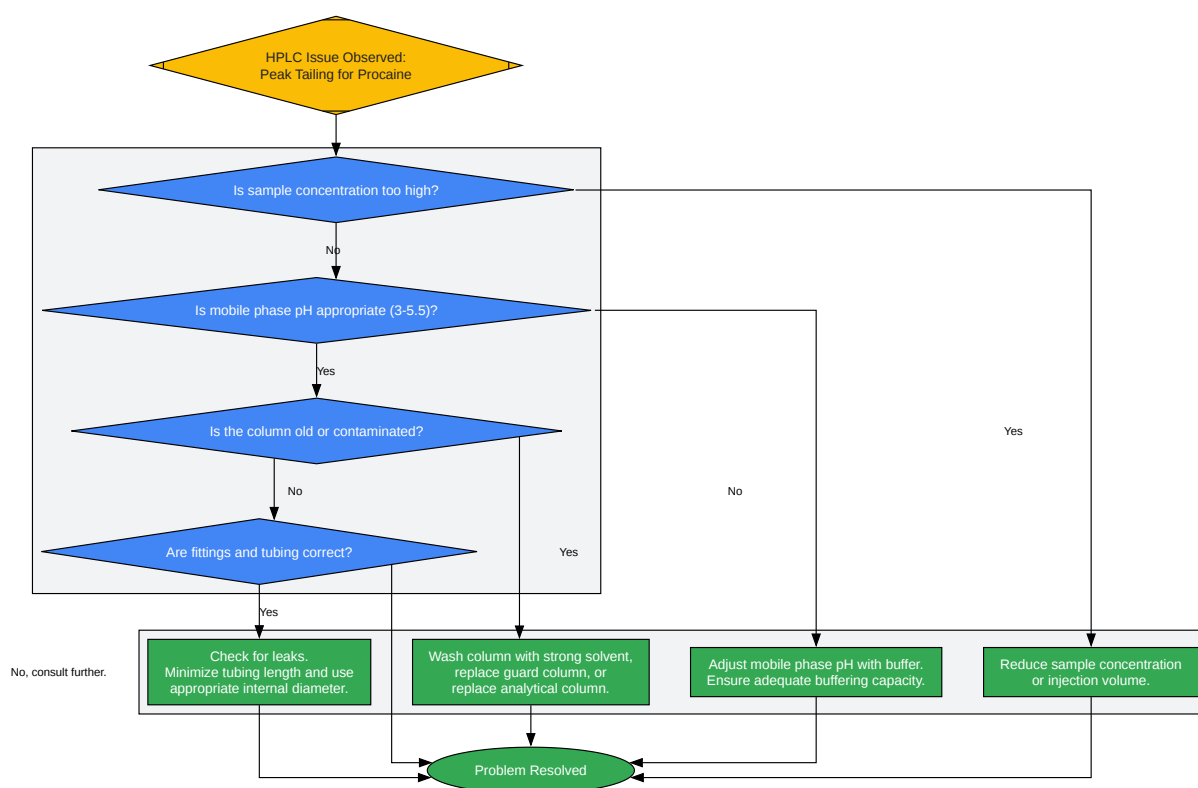 HPLC Issue Observed:
Peak Tailing for Procaine
Is sample concentration too high?
No
Is mobile phase pH appropriate (3-5.5)?
Yes
Is the column old or contaminated?
Yes
No
No
Are fittings and tubing correct?
Yes
Yes
No, consult further.
Check for leaks.
Minimize tubing length and use
appropriate internal diameter.
Wash column with strong solvent,
replace guard column, or
replace analytical column.
Adjust mobile phase pH with buffer.
Ensure adequate buffering capacity.
Reduce sample concentration
or injection volume.
Problem Resolved